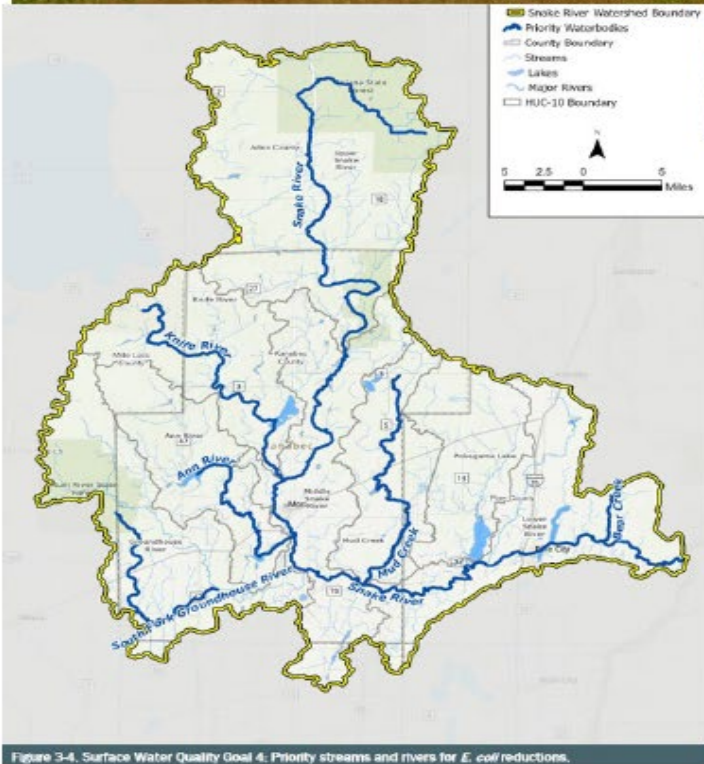 Snake River Watershed Boundary
Priority Waterbodies
County Boundary
Streams
Lakes
Major Rivers
HUC-10 Boundary
N
5 2.5 0 5
Miles
Aitkin County
Upper
Snake
River
Snake River
Knife River
Knife River
Kanabec
County
Mille Lacs
County
Ann River
Ann River
Pokegama Lake
Middle
Snake
River
Mud Creek
Mud Creek
Groundhouse
River
South Fork Groundhouse River
Snake River
Pine County
Lower
Snake
River
Pine City
Bear Creek
Figure 3-4. Surface Water Quality Goal 4: Priority streams and rivers for E. coli reductions.